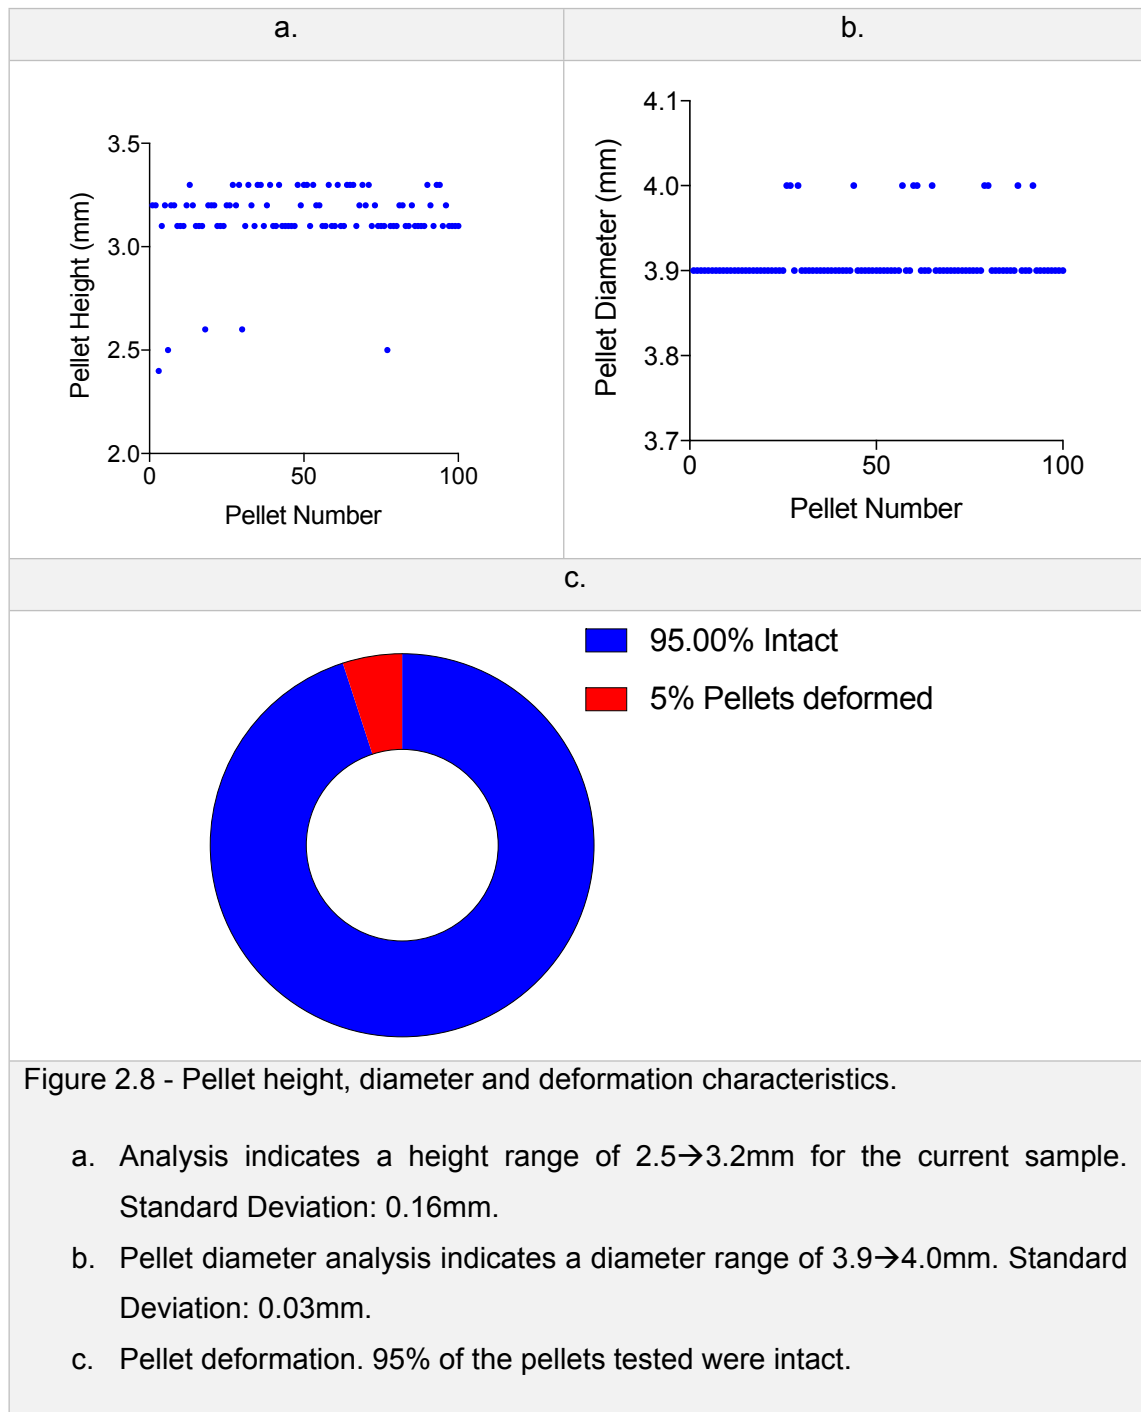 a.
b.
3.5
3.0
2.5
2.0
0
50
100
Pellet Height (mm)
Pellet Number
4.1
4.0
3.9
3.8
3.7
0
50
100
Pellet Diameter (mm)
Pellet Number
c.
95.00% Intact
5% Pellets deformed
Figure 2.8 - Pellet height, diameter and deformation characteristics.
a. Analysis indicates a height range of 2.5→3.2mm for the current sample.
Standard Deviation: 0.16mm.
b. Pellet diameter analysis indicates a diameter range of 3.9→4.0mm. Standard
Deviation: 0.03mm.
c. Pellet deformation. 95% of the pellets tested were intact.